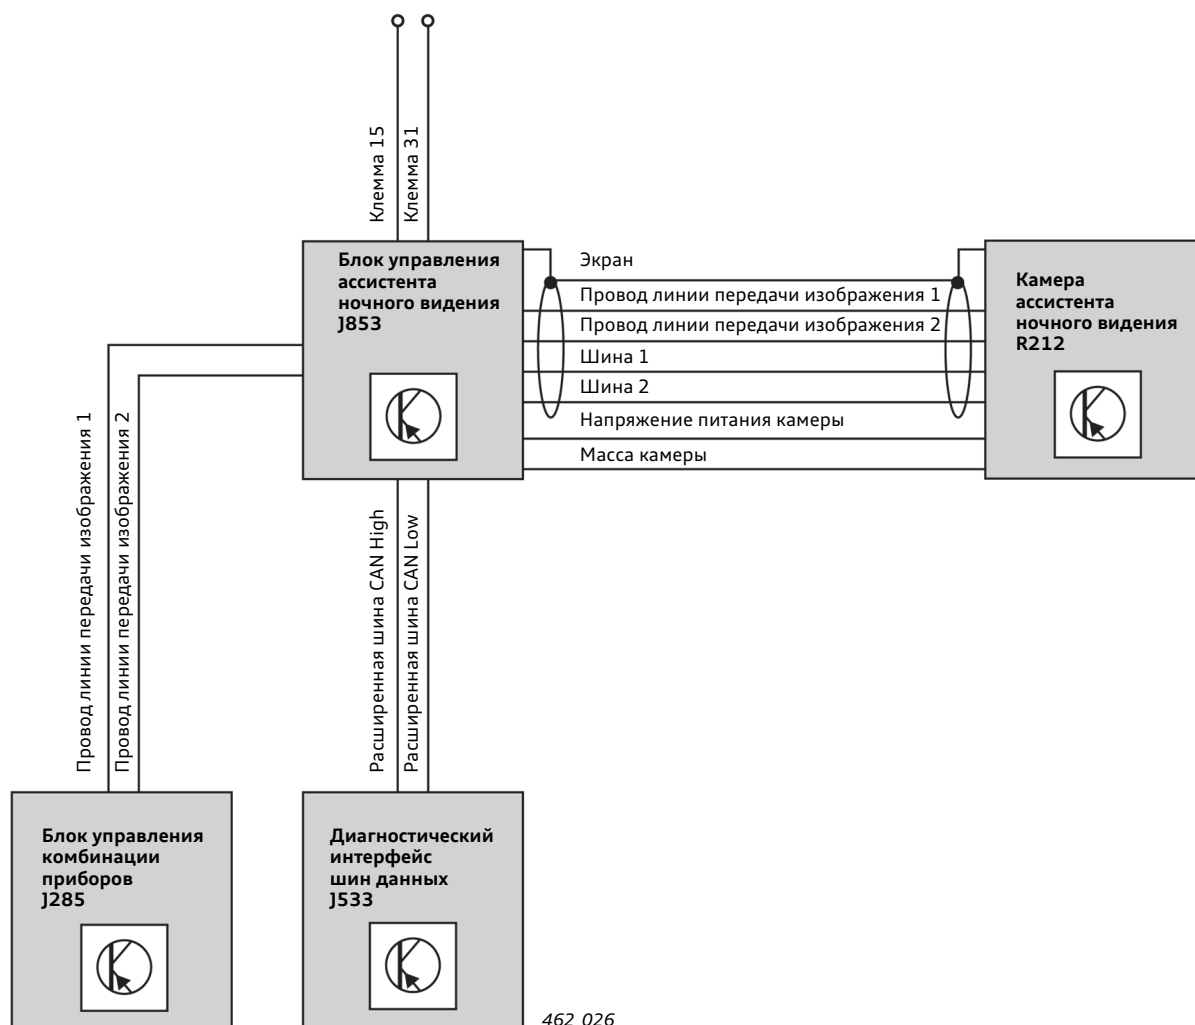 Клемма 15
Клемма 31
Блок управления
ассистента
ночного видения
J853
Экран
Провод линии передачи изображения 1
Провод линии передачи изображения 2
Шина 1
Шина 2
Напряжение питания камеры
Масса камеры
Камера
ассистента
ночного видения
R212
Провод линии передачи изображения 1
Провод линии передачи изображения 2
Расширенная шина CAN High
Расширенная шина CAN Low
Блок управления
комбинации
приборов
J285
Диагностический
интерфейс
шин данных
J533
462_026